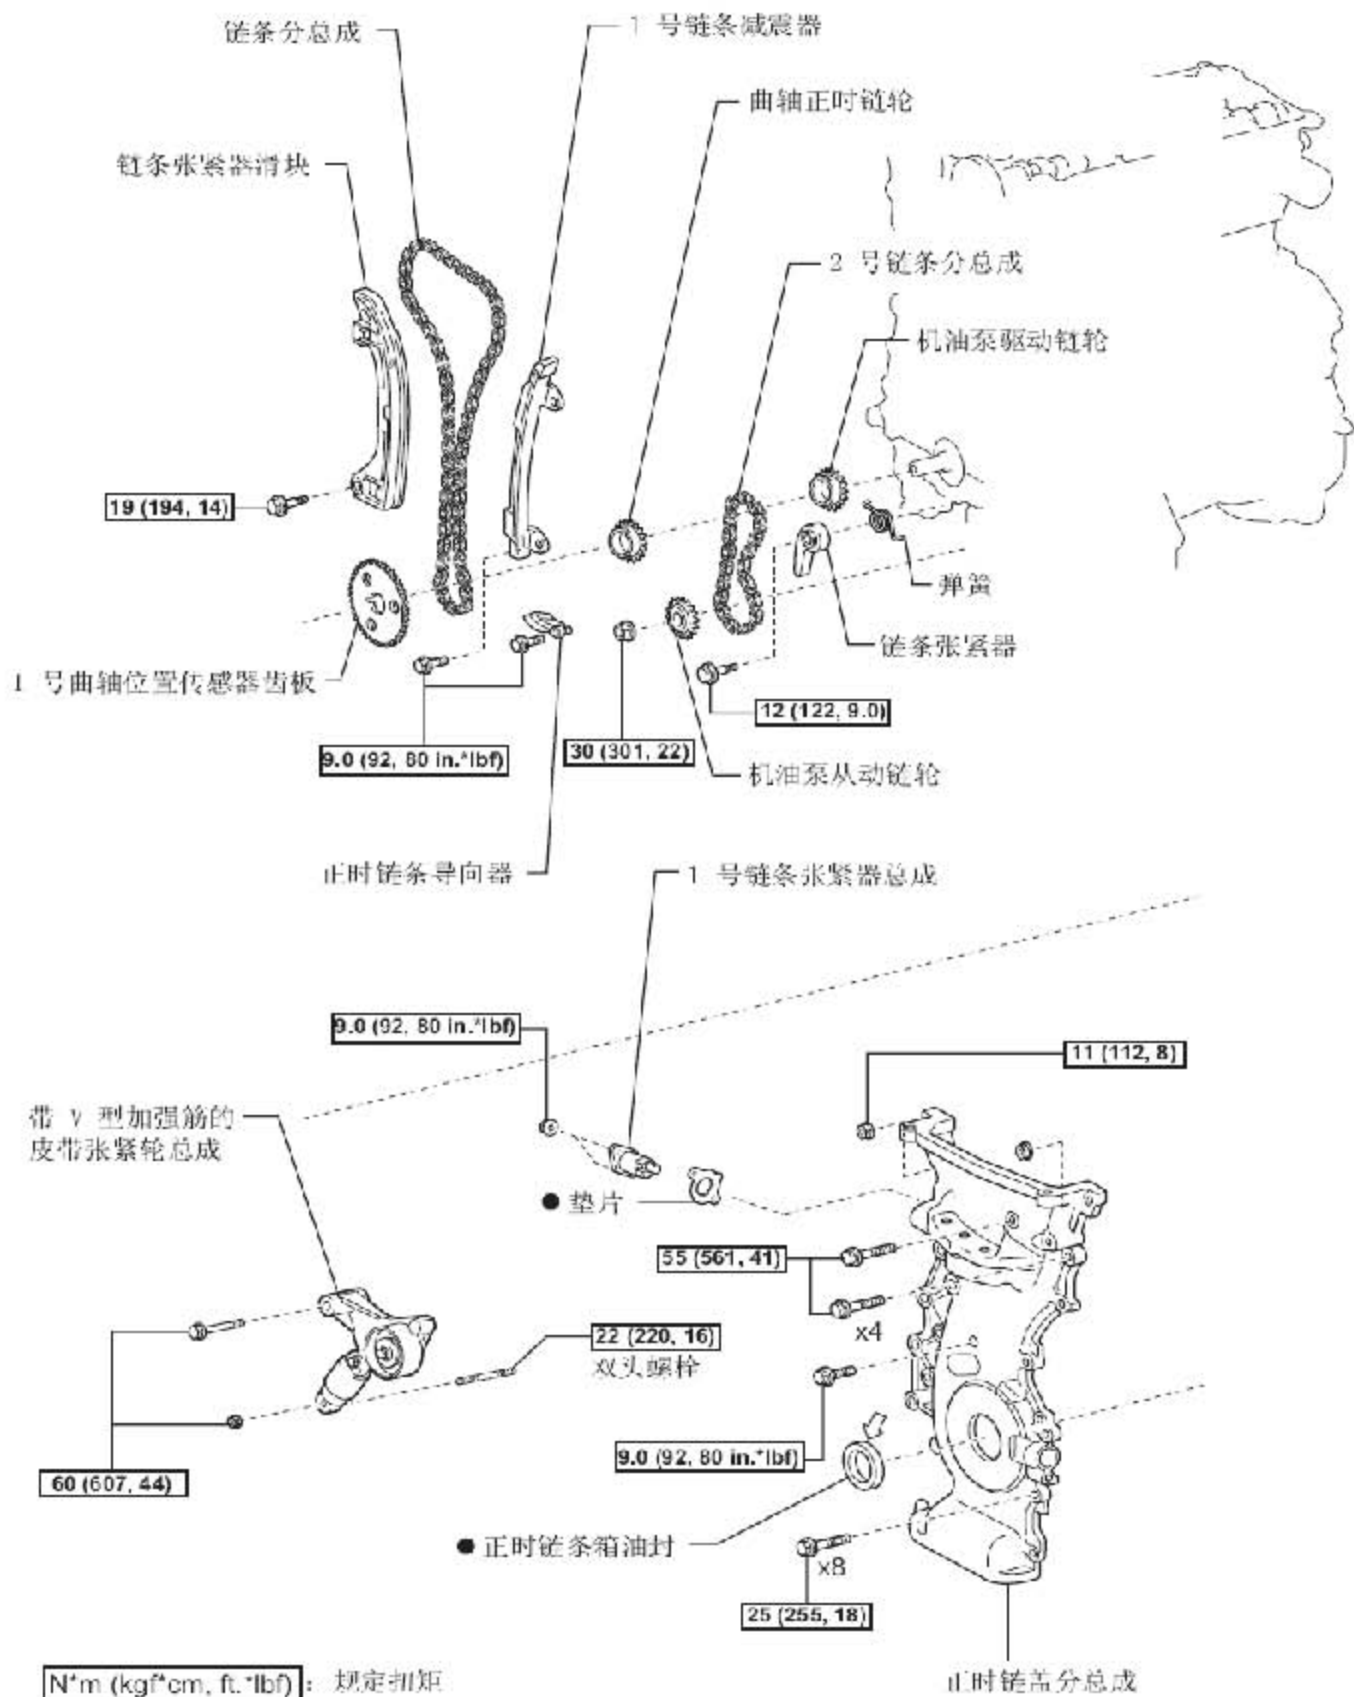 链条分总成
1 号链条减震器
曲轴正时链轮
链条张紧器滑块
2 号链条分总成
机油泵驱动链轮
19 (194, 14)
弹簧
链条张紧器
1 号曲轴位置传感器齿板
12 (122, 9.0)
9.0 (92, 80 in.*lbf)
30 (301, 22)
机油泵从动链轮
正时链条导向器
1 号链条张紧器总成
9.0 (92, 80 in.*lbf)
11 (112, 8)
带 V 型加强筋的
皮带张紧轮总成
● 垫片
55 (561, 41)
x4
22 (220, 16)
双头螺栓
9.0 (92, 80 in.*lbf)
60 (607, 44)
● 正时链条箱油封
x8
25 (255, 18)
N*m (kgf*cm, ft.*lbf) : 规定扭矩
正时链盖分总成